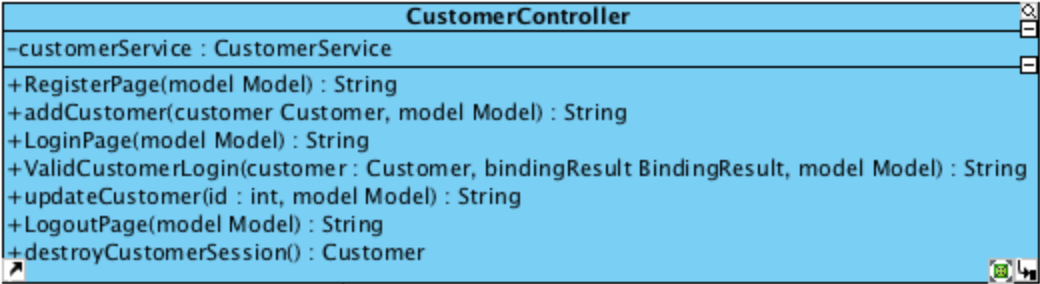 CustomerController
-customerService : CustomerService
+RegisterPage(model Model) : String
+addCustomer(customer Customer, model Model) : String
+LoginPage(model Model) : String
+ValidCustomerLogin(customer : Customer, bindingResult BindingResult, model Model) : String
+updateCustomer(id : int, model Model) : String
+LogoutPage(model Model) : String
+destroyCustomerSession() : Customer